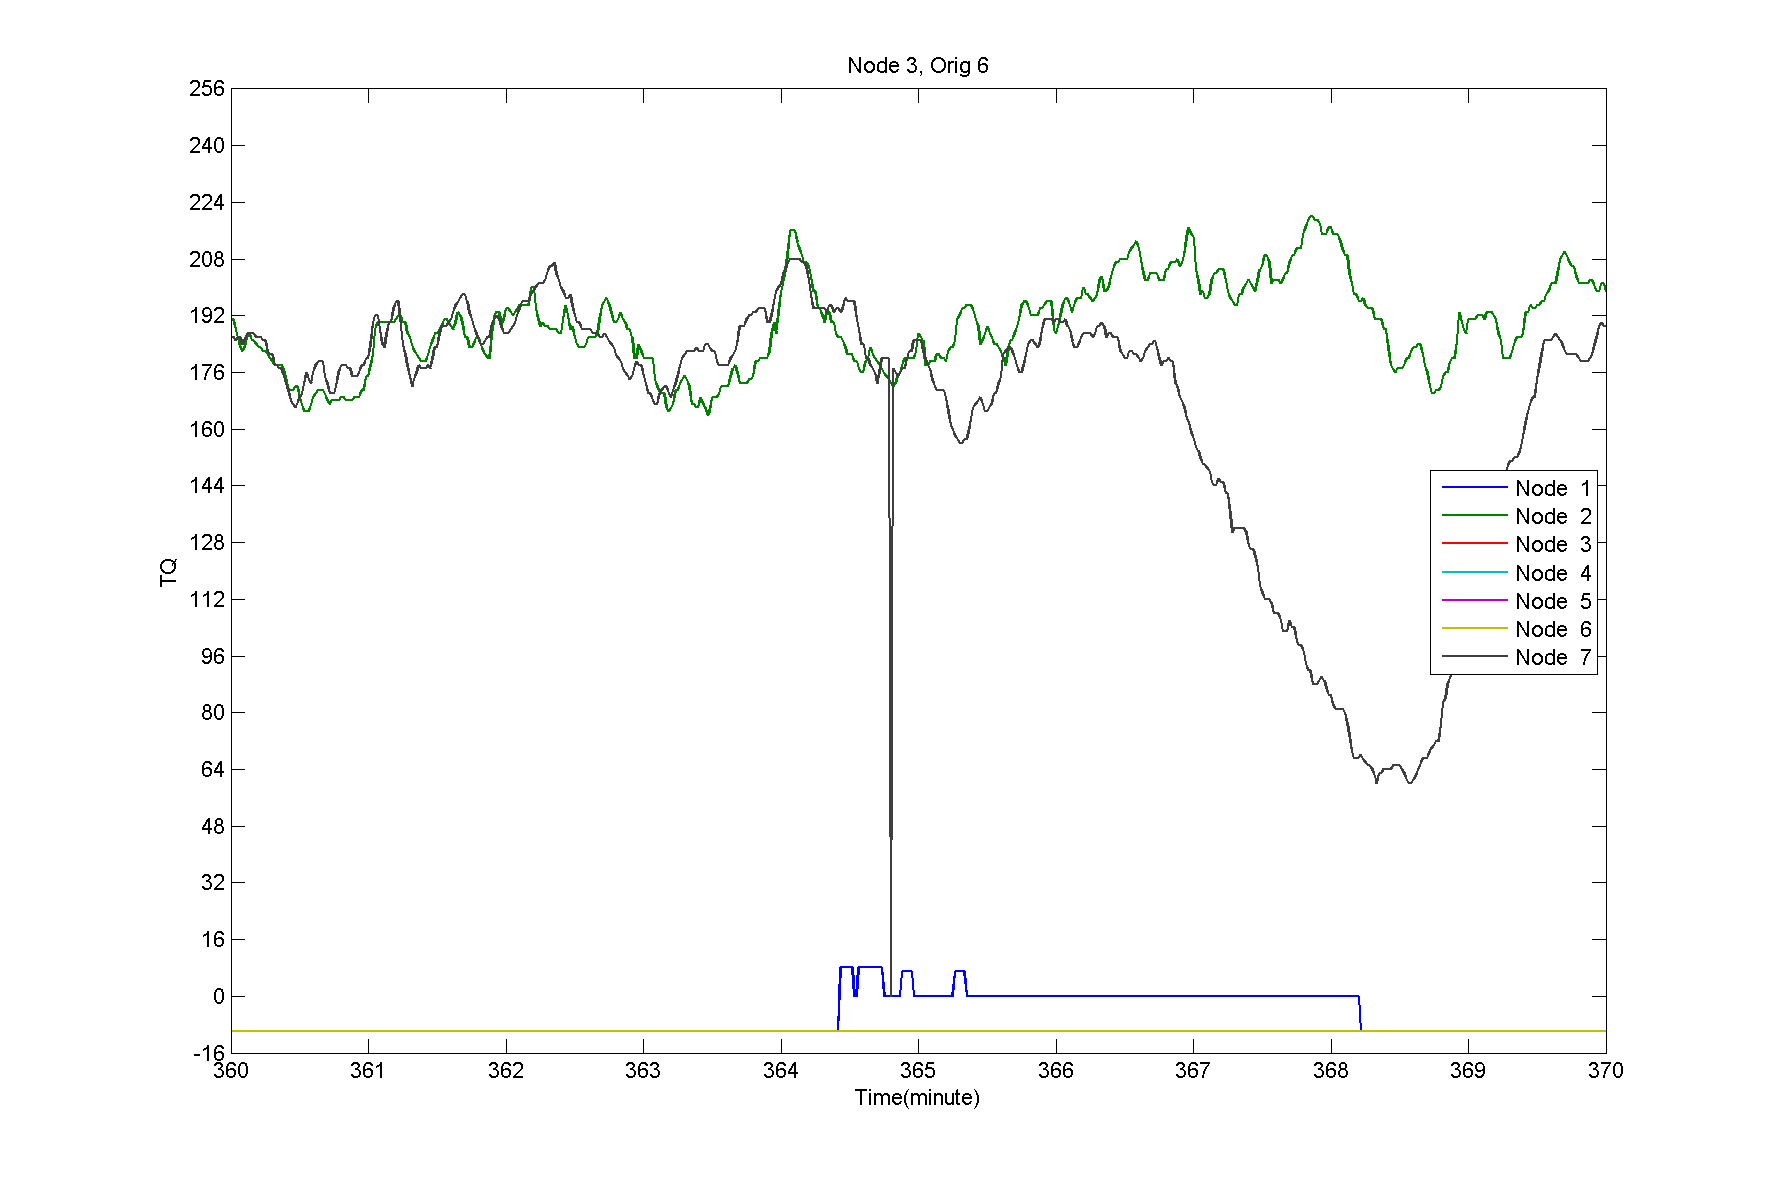 Node 3, Orig 6
256
240
224
208
192
176
160
144
128
112
96
80
64
48
32
16
0
-16
TQ
360 361 362 363 364 365 366 367 368 369 370
Time(minute)
Node 1
Node 2
Node 3
Node 4
Node 5
Node 6
Node 7